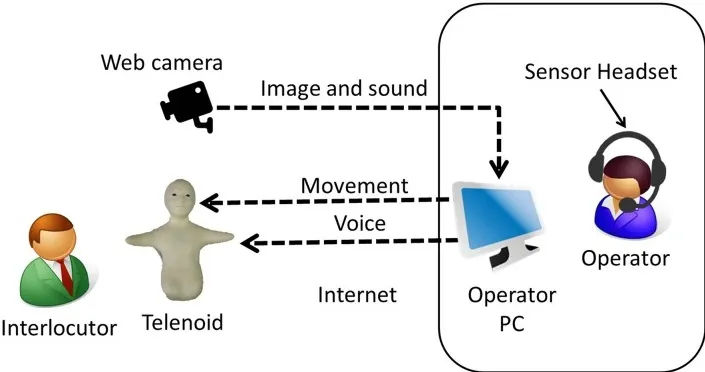 Web camera
Image and sound
Sensor Headset
Movement
Voice
Operator
Internet
Operator
PC
Interlocutor
Telenoid